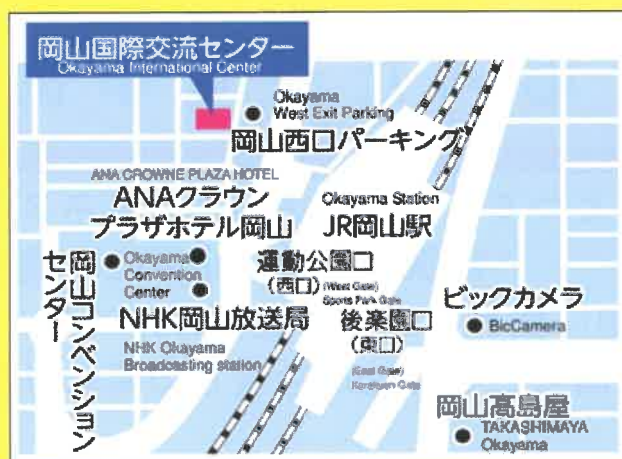 岡山国際交流センター
Okayama International Center
Okayama
West Exit Parking
岡山西口パーキング
ANA CROWNE PLAZA HOTEL
ANAクラウン
プラザホテル岡山
Okayama Station
JR岡山駅
岡山コンベンション
センター
Okayama
Convention
Center
運動公園口
(西口)
(West Gate)
Sports Park Gate
NHK岡山放送局
NHK Okayama
Broadcasting station
後楽園口
(東口)
(East Gate)
Korakuen Gate
ビックカメラ
BicCamera
岡山高島屋
TAKASHIMAYA
Okayama